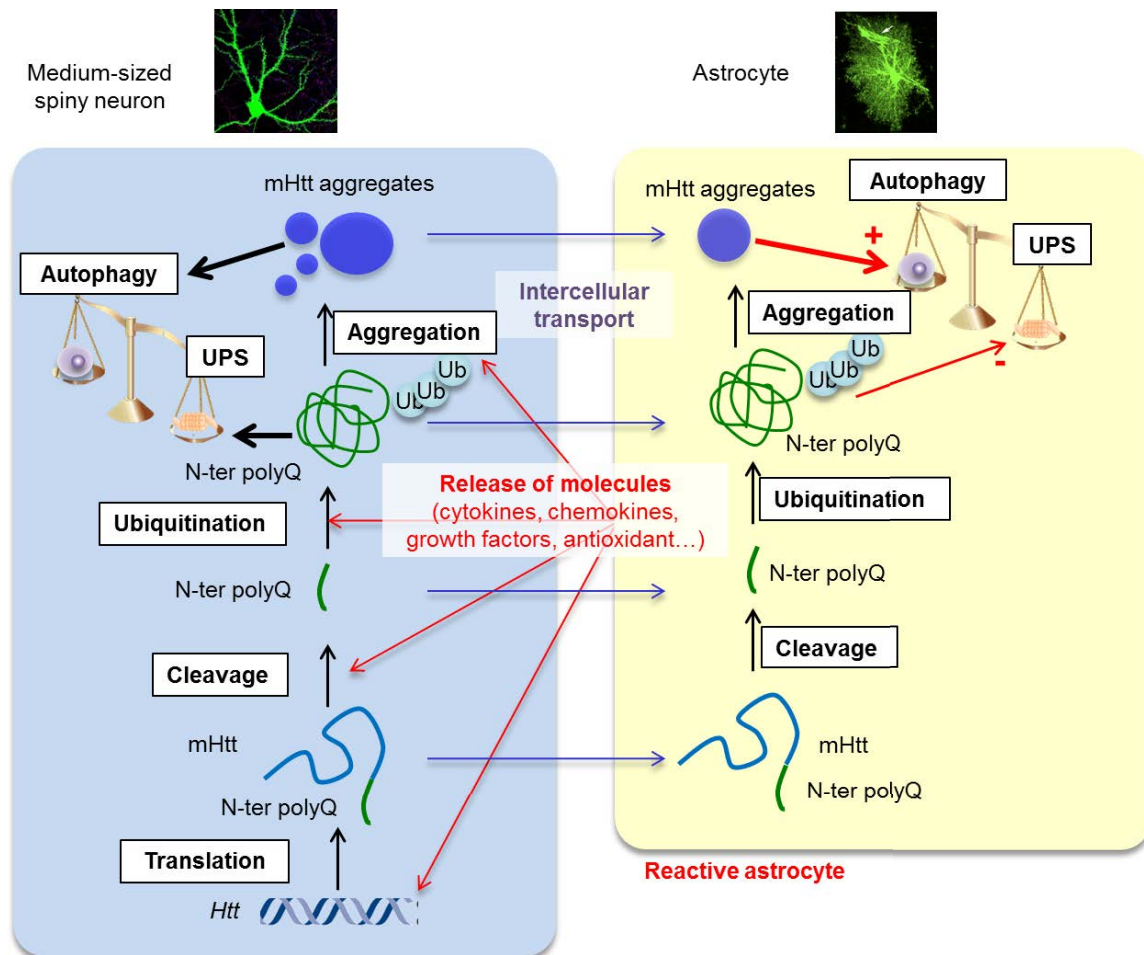 Medium-sized
spiny neuron
Astrocyte
mHtt aggregates
Autophagy
UPS
Aggregation
Ub
Ub
Ub
N-ter polyQ
Ubiquitination
N-ter polyQ
Cleavage
mHtt
N-ter polyQ
Translation
Htt
Intercellular
transport
Release of molecules
(cytokines, chemokines,
growth factors, antioxidant…)
mHtt aggregates
Autophagy
+
UPS
Aggregation
-
Ub
Ub
Ub
N-ter polyQ
Ubiquitination
N-ter polyQ
Cleavage
mHtt
N-ter polyQ
Reactive astrocyte